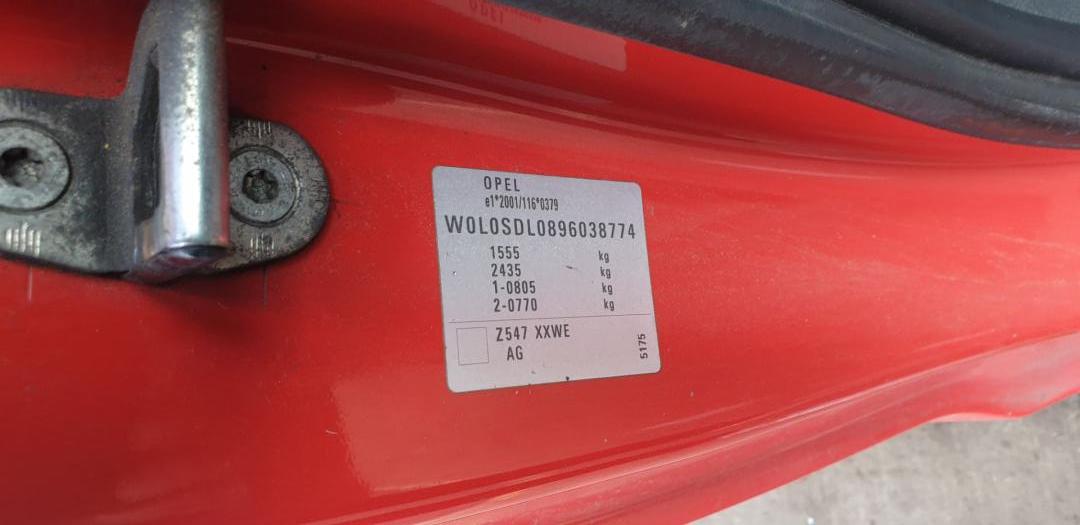 OPEL
e1*2001/116*0379
W0L0SDL0896038774
1555 kg
2435 kg
1-0805 kg
2-0770 kg
Z547 XXWE
AG
5175